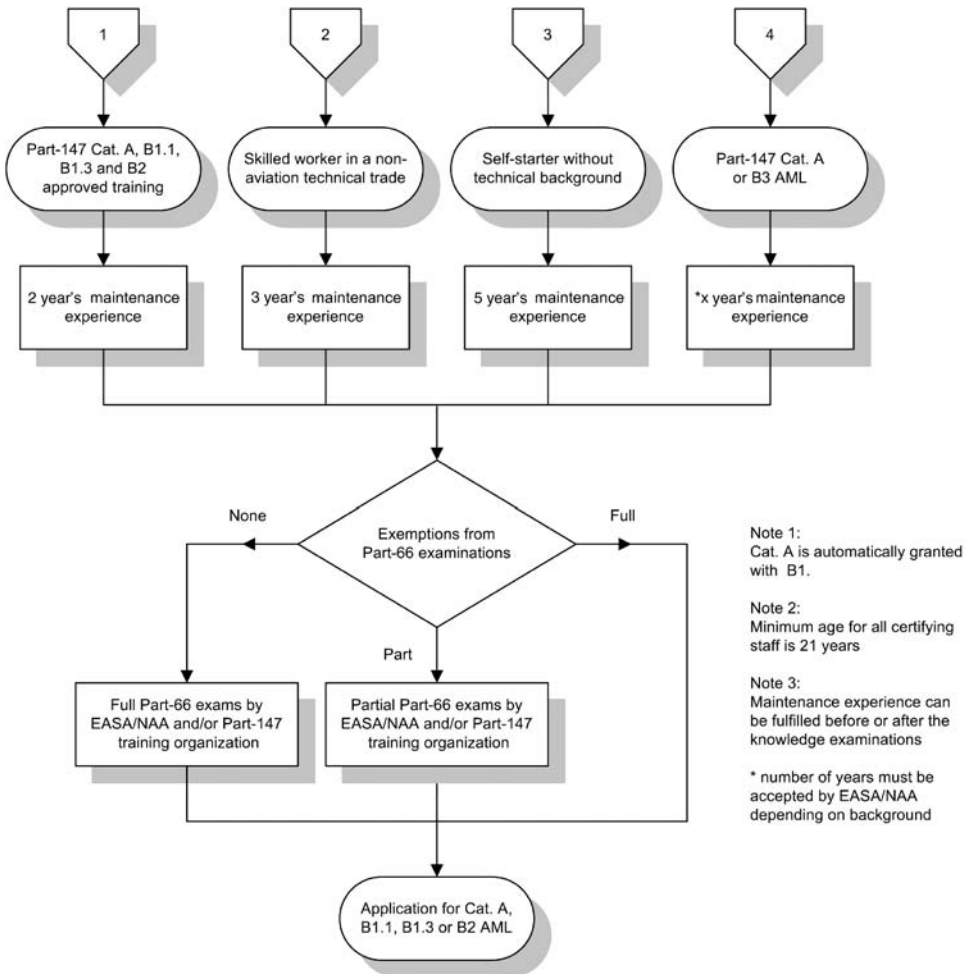 1
2
3
4
Part-147 Cat. A, B1.1,
B1.3 and B2
approved training
Skilled worker in a non-
aviation technical trade
Self-starter without
technical background
Part-147 Cat. A
or B3 AML
2 year's maintenance
experience
3 year's maintenance
experience
5 year's maintenance
experience
*x year's maintenance
experience
None
Exemptions from
Part-66 examinations
Full
Part
Full Part-66 exams by
EASA/NAA and/or Part-147
training organization
Partial Part-66 exams by
EASA/NAA and/or Part-147
training organization
Application for Cat. A,
B1.1, B1.3 or B2 AML
Note 1:
Cat. A is automatically granted
with B1.
Note 2:
Minimum age for all certifying
staff is 21 years
Note 3:
Maintenance experience can
be fulfilled before or after the
knowledge examinations
* number of years must be
accepted by EASA/NAA
depending on background